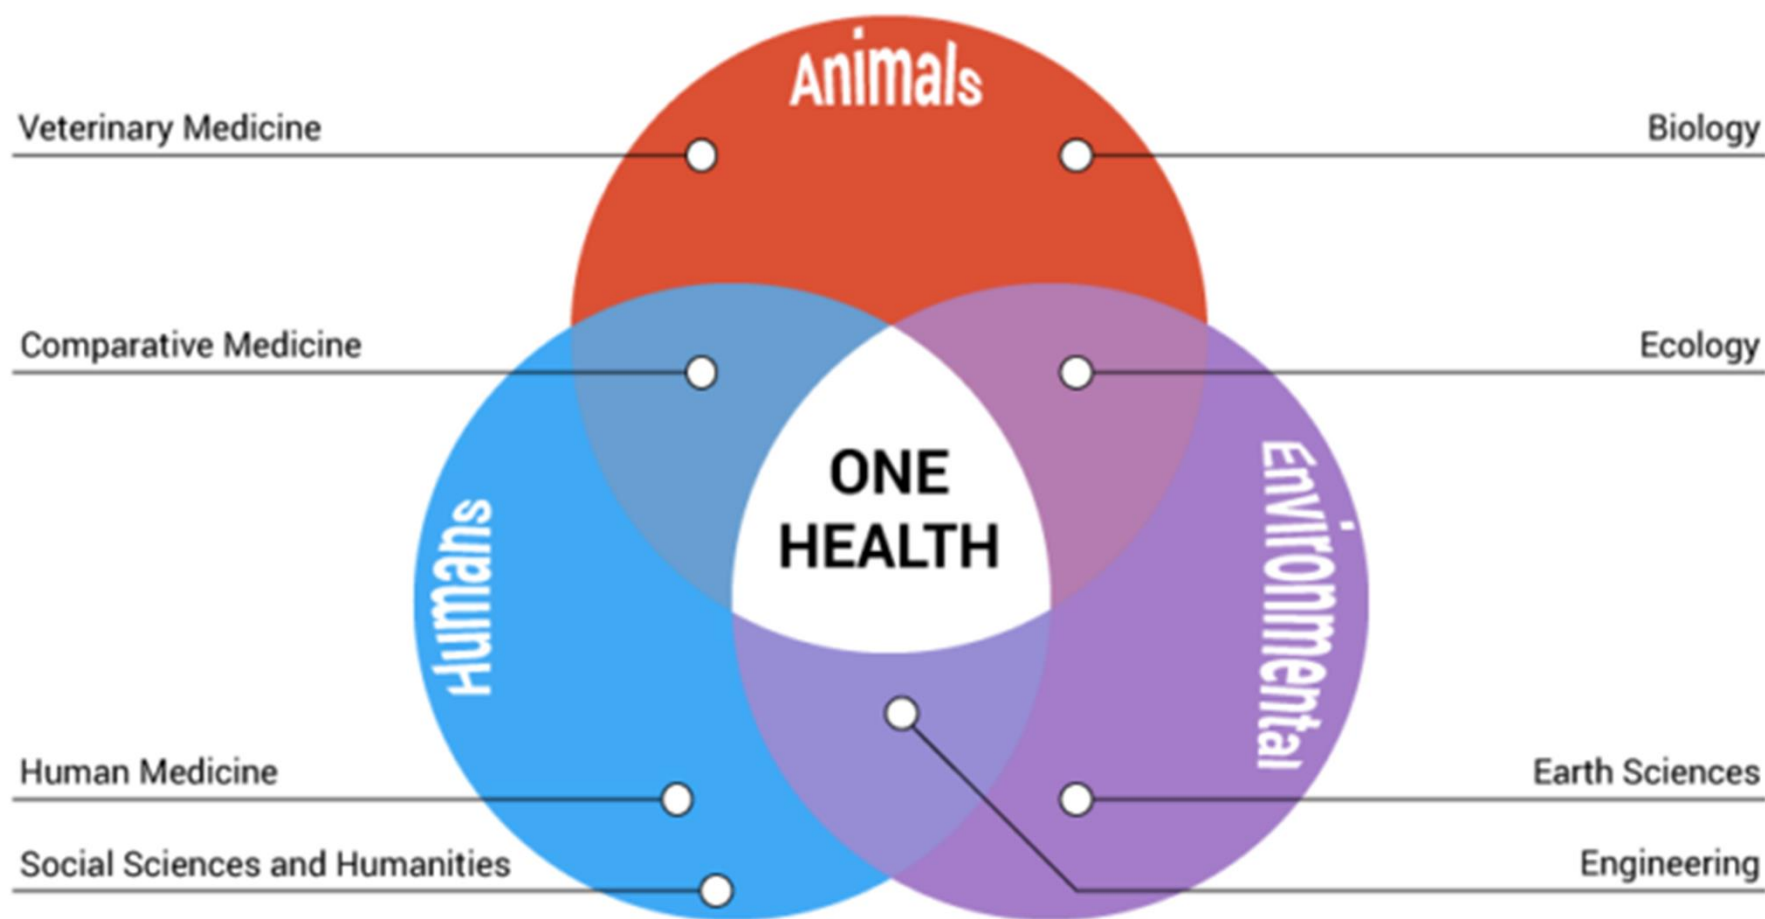 Animals
Veterinary Medicine
Biology
Comparative Medicine
Ecology
ONE
HEALTH
Humans
Environmental
Human Medicine
Earth Sciences
Social Sciences and Humanities
Engineering